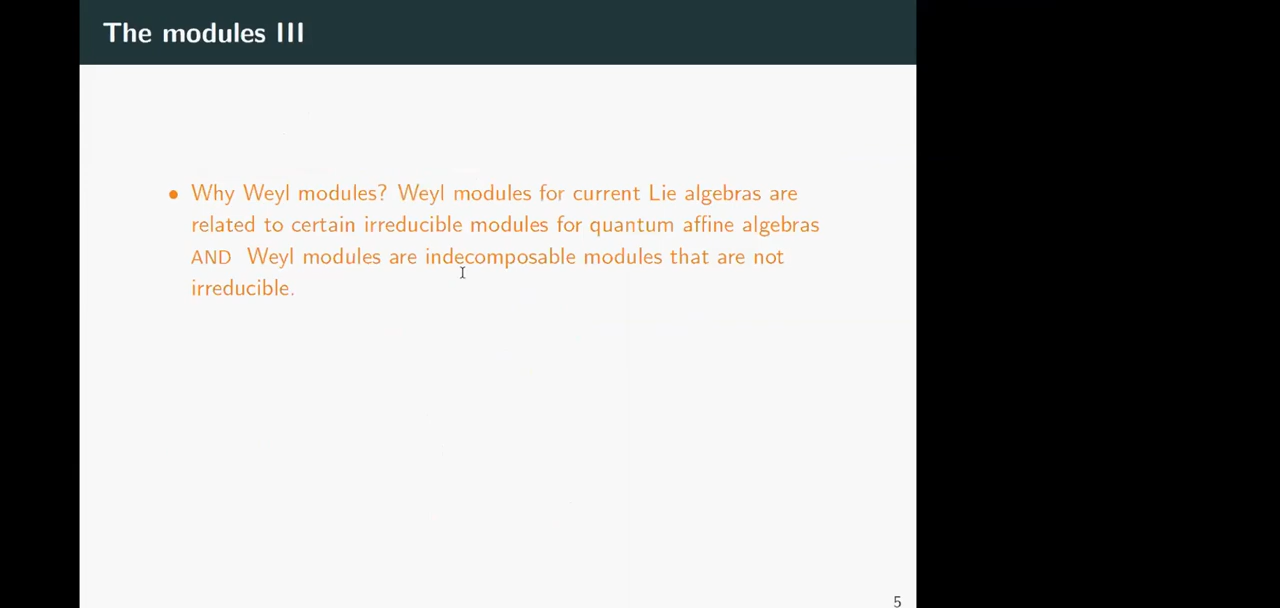 The modules III
• Why Weyl modules? Weyl modules for current Lie algebras are
related to certain irreducible modules for quantum affine algebras
AND Weyl modules are indecomposable modules that are not
irreducible.
5